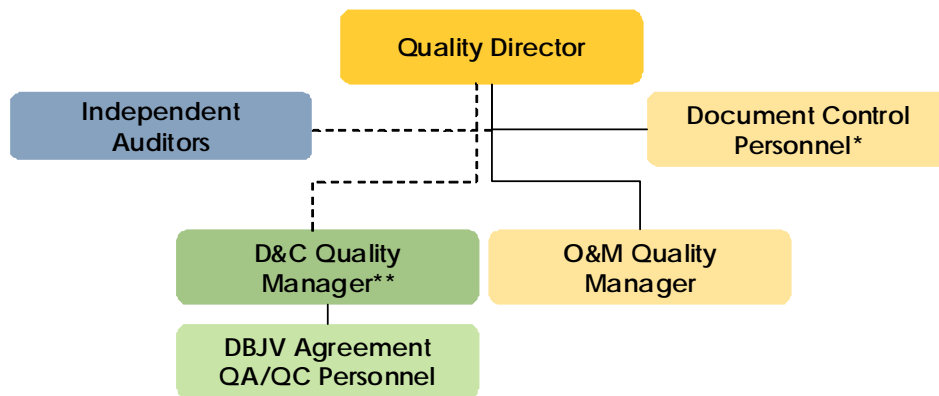 Quality Director
Independent
Auditors
Document Control
Personnel*
D&C Quality
Manager**
O&M Quality
Manager
DBJV Agreement
QA/QC Personnel